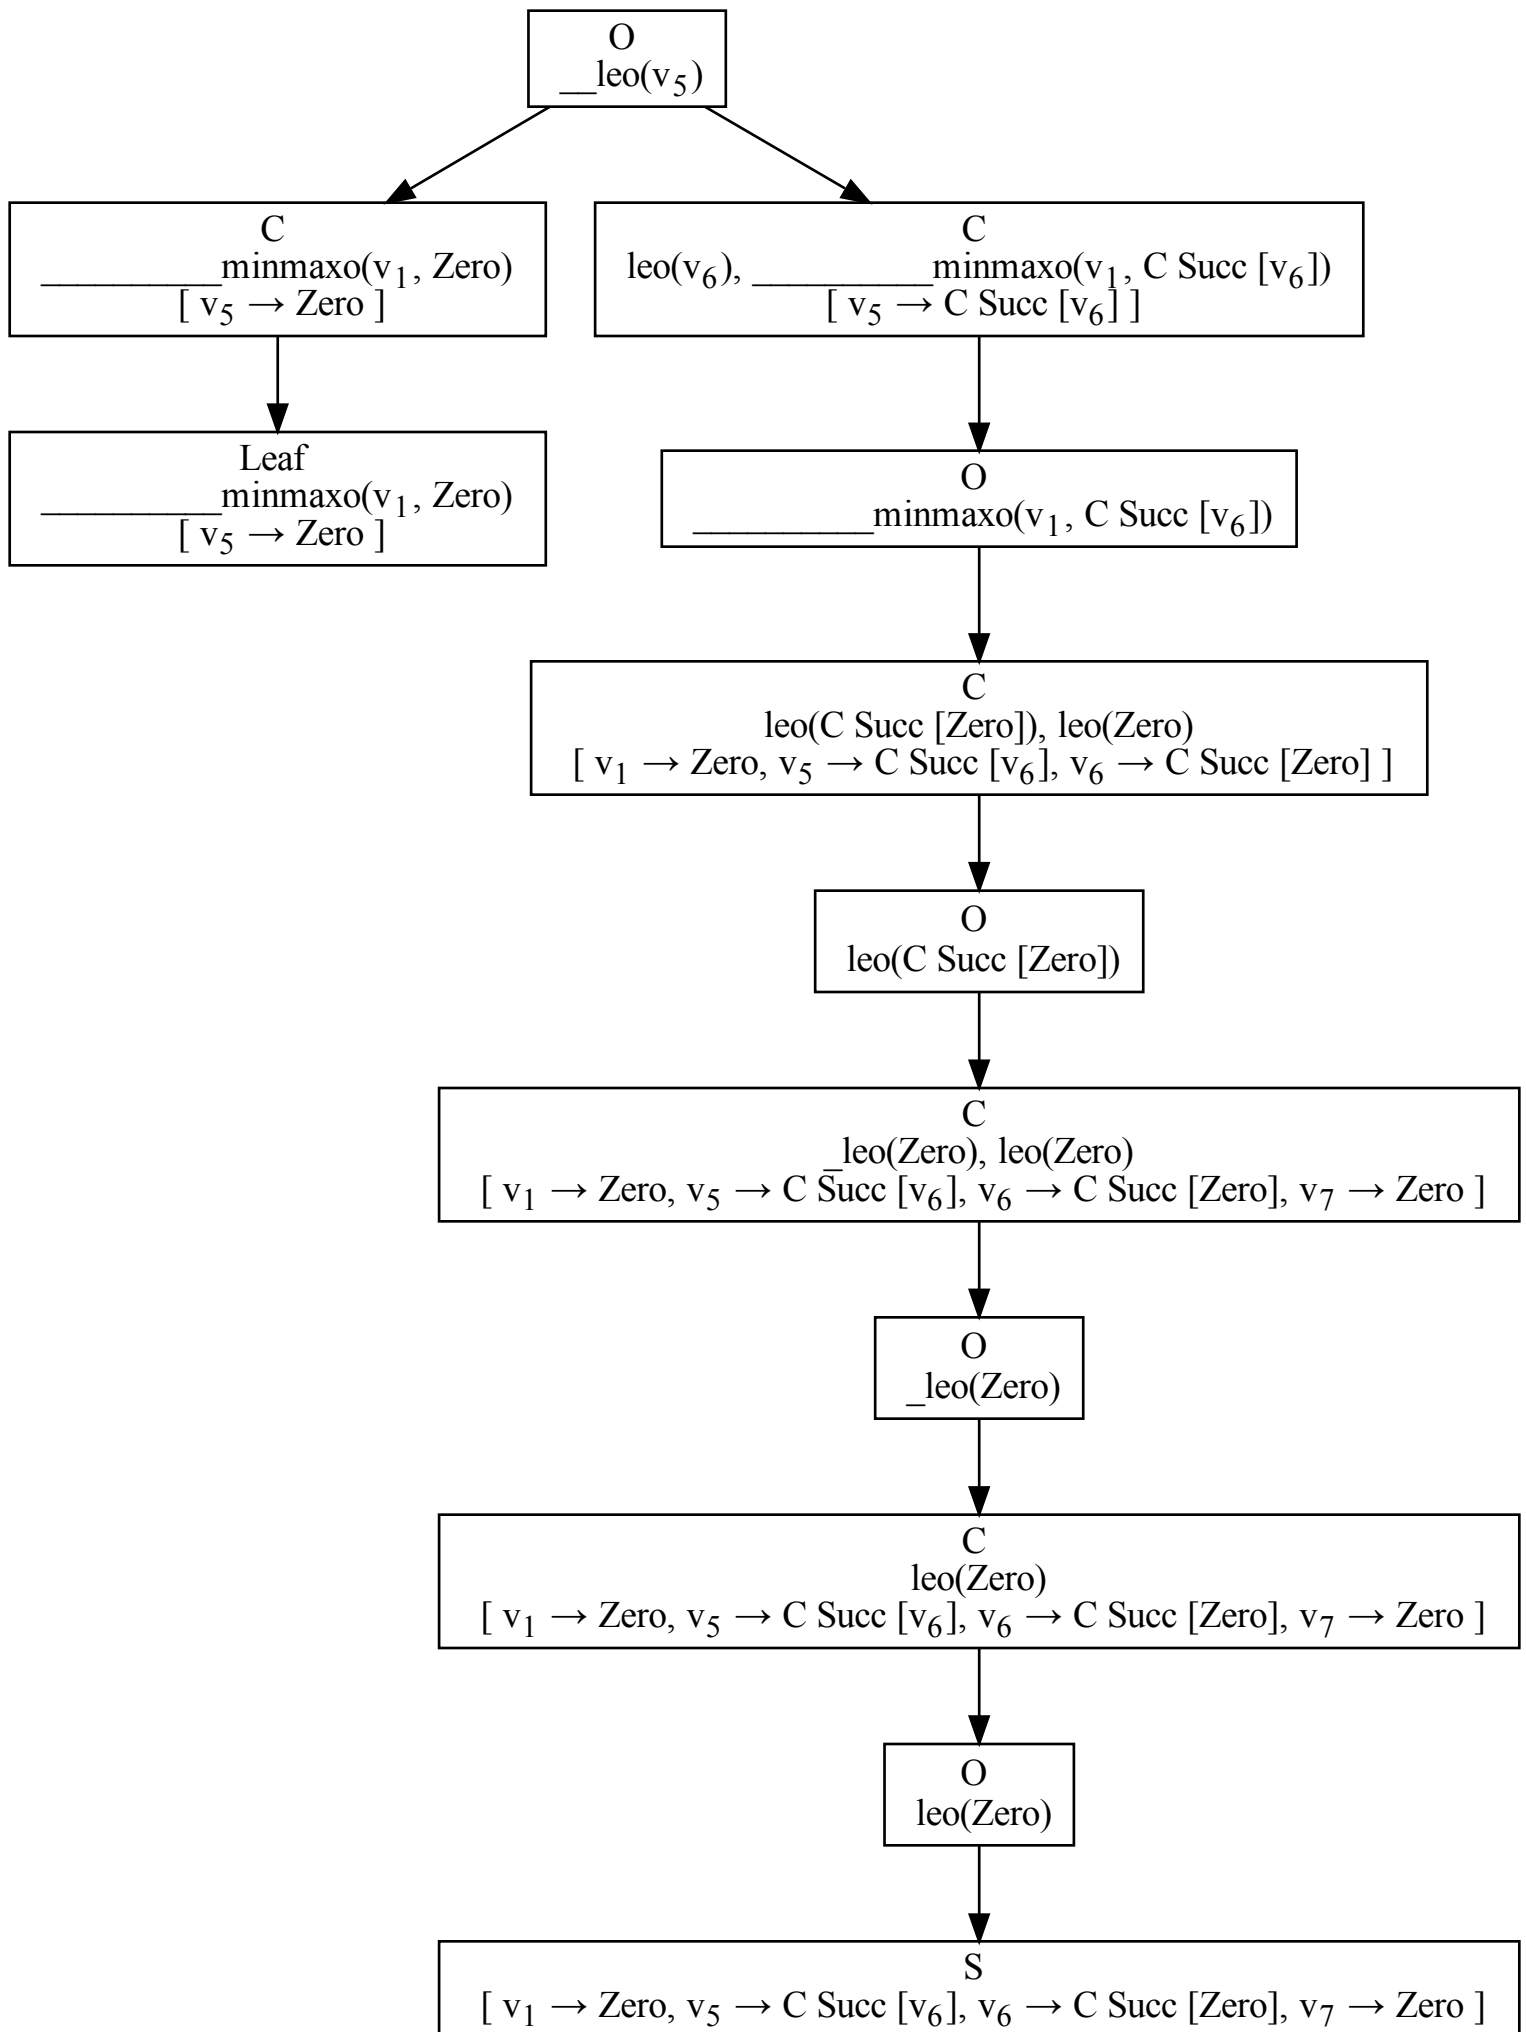 O
__leo(v5)
C
__________minmaxo(v1, Zero)
[ v5 → Zero ]
C
leo(v6), __________minmaxo(v1, C Succ [v6])
[ v5 → C Succ [v6] ]
Leaf
__________minmaxo(v1, Zero)
[ v5 → Zero ]
O
__________minmaxo(v1, C Succ [v6])
C
leo(C Succ [Zero]), leo(Zero)
[ v1 → Zero, v5 → C Succ [v6], v6 → C Succ [Zero] ]
O
leo(C Succ [Zero])
C
_leo(Zero), leo(Zero)
[ v1 → Zero, v5 → C Succ [v6], v6 → C Succ [Zero], v7 → Zero ]
O
_leo(Zero)
C
leo(Zero)
[ v1 → Zero, v5 → C Succ [v6], v6 → C Succ [Zero], v7 → Zero ]
O
leo(Zero)
S
[ v1 → Zero, v5 → C Succ [v6], v6 → C Succ [Zero], v7 → Zero ]